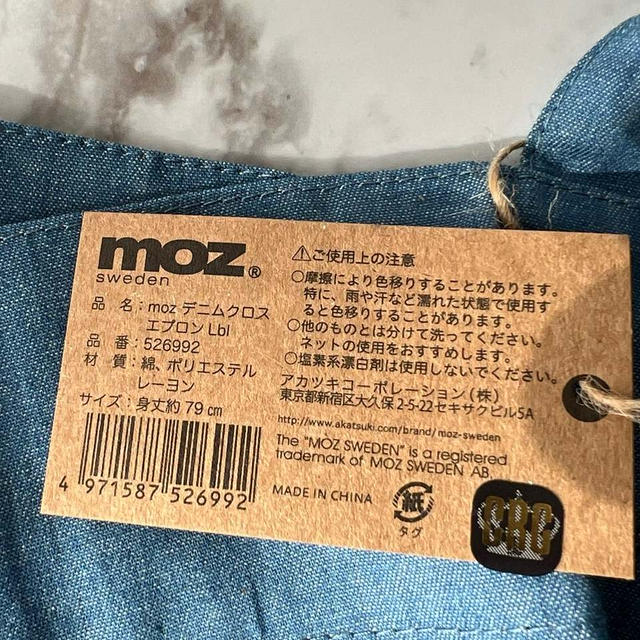 moz®
sweden
品 名：moz デニムクロス
エプロン Lbl
品 番：526992
材 質：綿、ポリエステル
レーヨン
サイズ：身丈約 79 cm
4 971587 526992
⚠ご使用上の注意
○摩擦により色移りすることがあります。
特に、雨や汗など濡れた状態で使用す
ると色移りすることがあります。
○他のものとは分けて洗ってください。
ネットの使用をおすすめします。
○塩素系漂白剤は使用しないでください。
アカツキコーポレーション（株）
東京都新宿区大久保 2-5-22 セキサクビル5A
http://www.akatsuki.com/brand/moz-sweden
The "MOZ SWEDEN" is a registered
trademark of MOZ SWEDEN AB.
MADE IN CHINA
紙
タグ
CBC